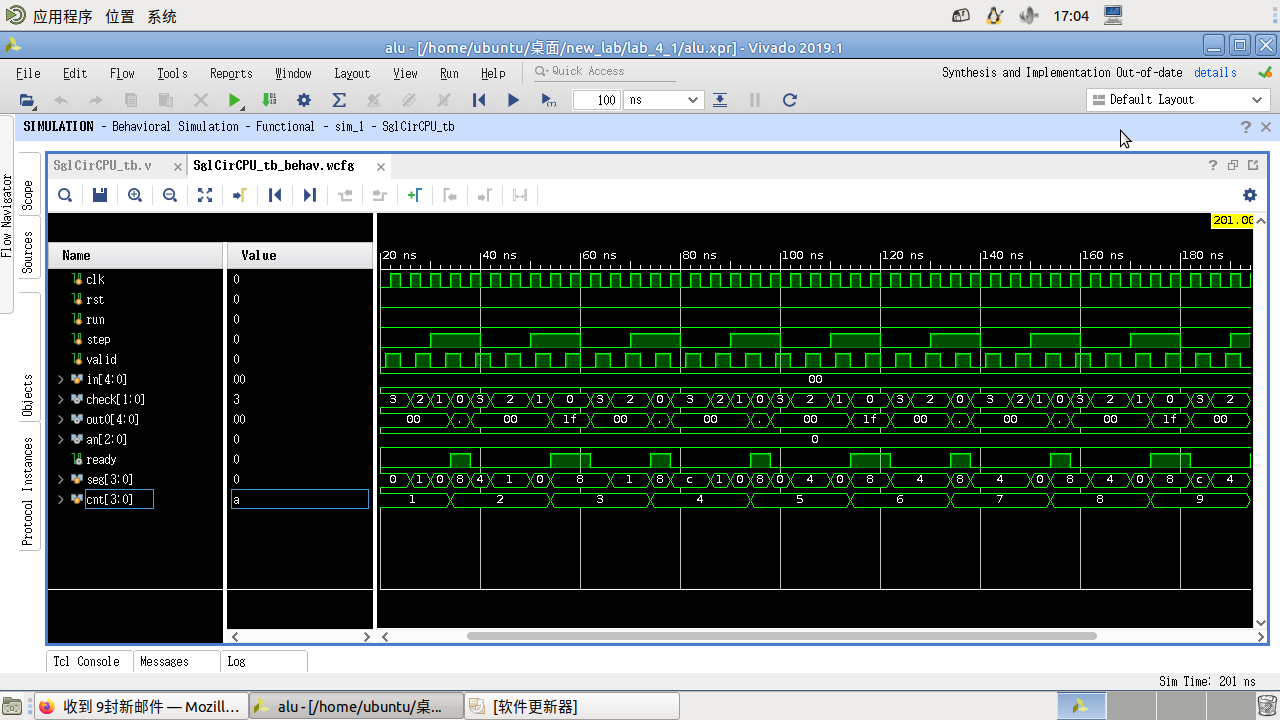 应用程序 位置 系统 17:04
alu - [/home/ubuntu/桌面/new_lab/lab_4_1/alu.xpr] - Vivado 2019.1
File Edit Flow Tools Reports Window Layout View Run Help Quick Access Synthesis and Implementation Out-of-date details
100 ns Default Layout
SIMULATION - Behavioral Simulation - Functional - sim_1 - SglCirCPU_tb
Flow Navigator
Scope
Sources
Objects
Protocol Instances
SglCirCPU_tb.v SglCirCPU_tb_behav.wcfg
201.00
Name Value 20 ns 40 ns 60 ns 80 ns 100 ns 120 ns 140 ns 160 ns 180 ns
clk 0
rst 0
run 0
step 0
valid 0
in[4:0] 00 00
check[1:0] 3 3 2 1 0 3 2 1 0 3 2 0 3 2 1 0 3 2 1 0 3 2 0 3 2 1 0 3 2 1 0 3 2
out0[4:0] 00 00 . 00 1f 00 . 00 . 00 1f 00 . 00 . 00 1f 00
an[2:0] 0 0
ready 0
seg[3:0] 0 0 1 0 8 4 1 0 8 1 8 c 1 0 8 0 4 0 8 4 8 4 0 8 4 0 8 c 4
cnt[3:0] a 1 2 3 4 5 6 7 8 9
Tcl Console Messages Log
Sim Time: 201 ns
收到 9封新邮件 — Mozill... alu - [/home/ubuntu/桌... [软件更新器]